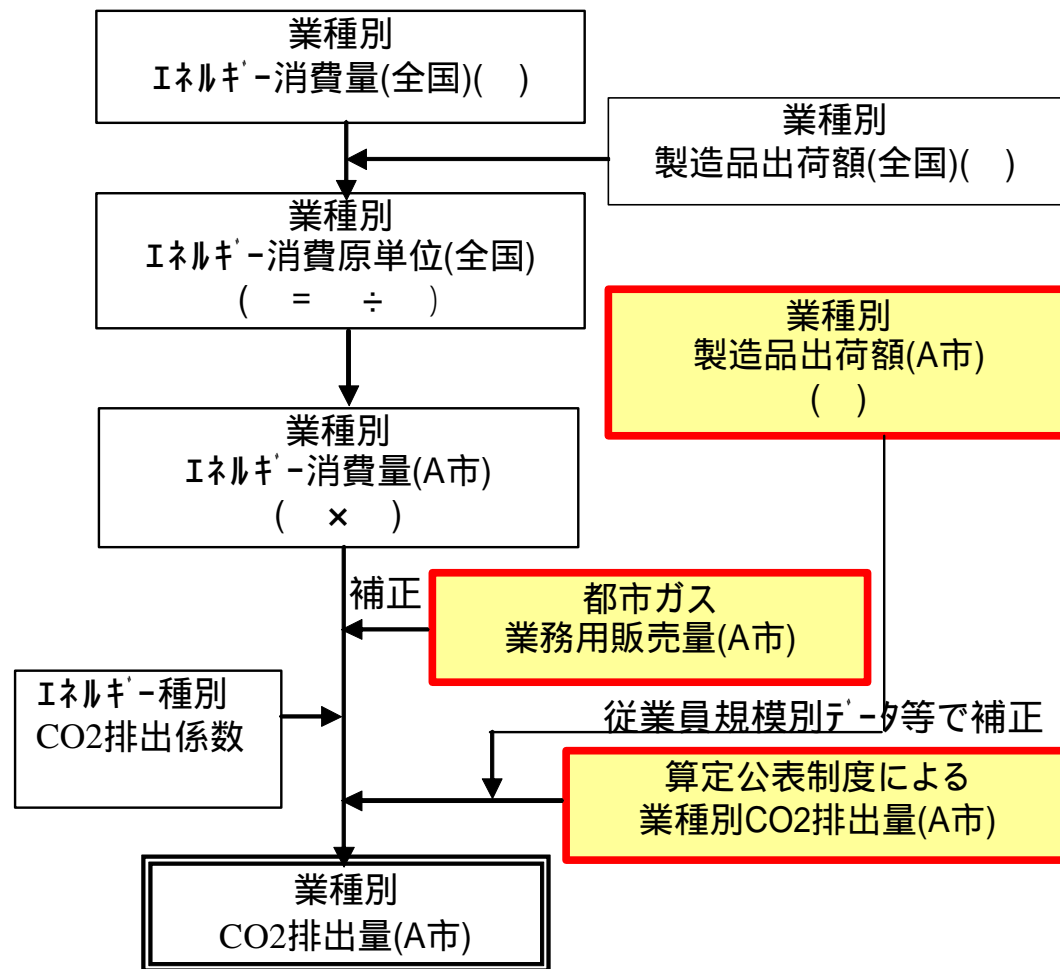 業種別
エネルギー消費量(全国)(　)
業種別
製造品出荷額(全国)(　)
業種別
エネルギー消費原単位(全国)
(　=　÷　)
業種別
製造品出荷額(A市)
(　)
業種別
エネルギー消費量(A市)
(　×　)
補正
都市ガス
業務用販売量(A市)
エネルギー種別
CO2排出係数
従業員規模別データ等で補正
算定公表制度による
業種別CO2排出量(A市)
業種別
CO2排出量(A市)